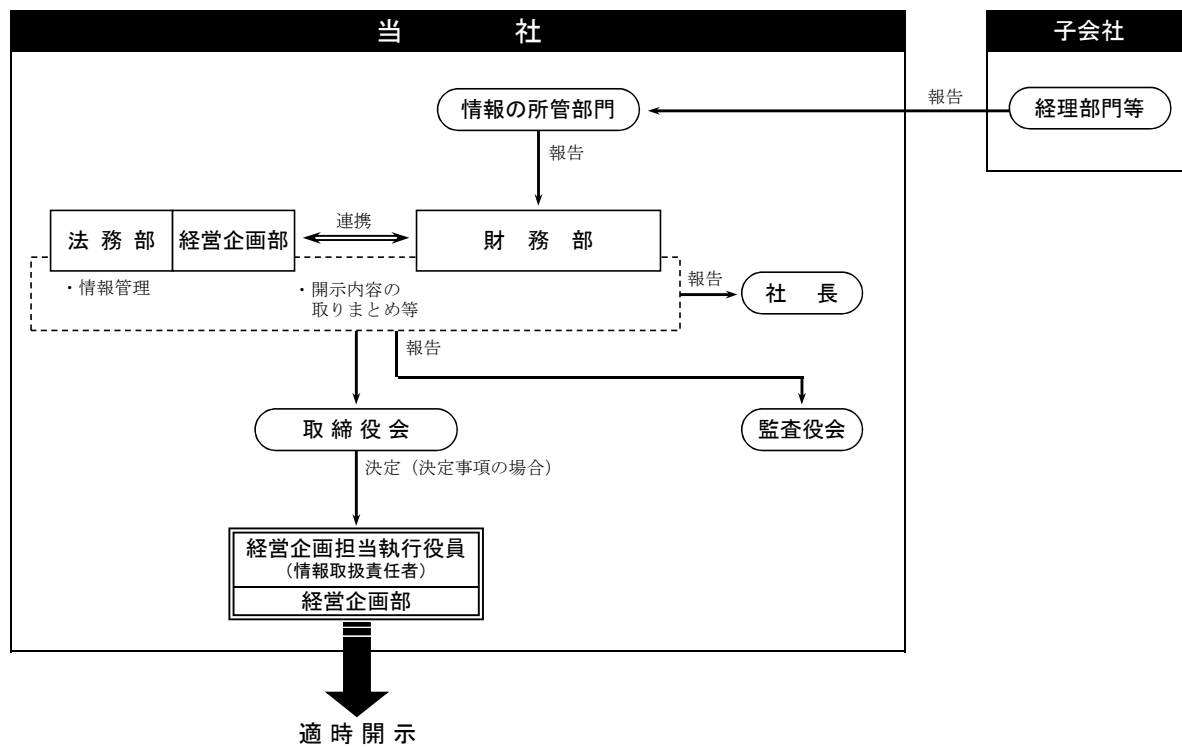 当 社
子会社
情報の所管部門
報告
経理部門等
報告
法務部
経営企画部
連携
財務部
・情報管理
・開示内容の
取りまとめ等
報告
社長
報告
取締役会
監査役会
決定（決定事項の場合）
経営企画担当執行役員
（情報取扱責任者）
経営企画部
適時開示